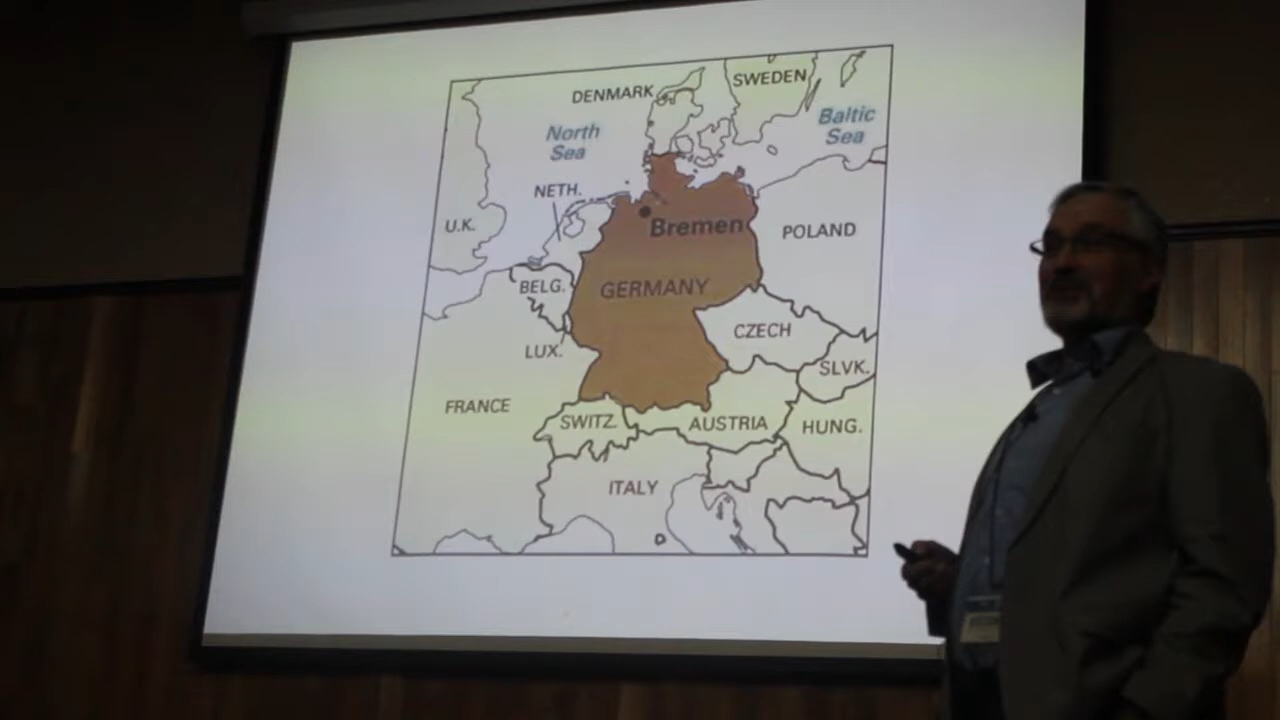 SWEDEN
DENMARK
Baltic
Sea
North
Sea
NETH.
U.K.
Bremen
POLAND
BELG.
GERMANY
CZECH
LUX.
SLVK.
FRANCE
SWITZ.
AUSTRIA
HUNG.
ITALY